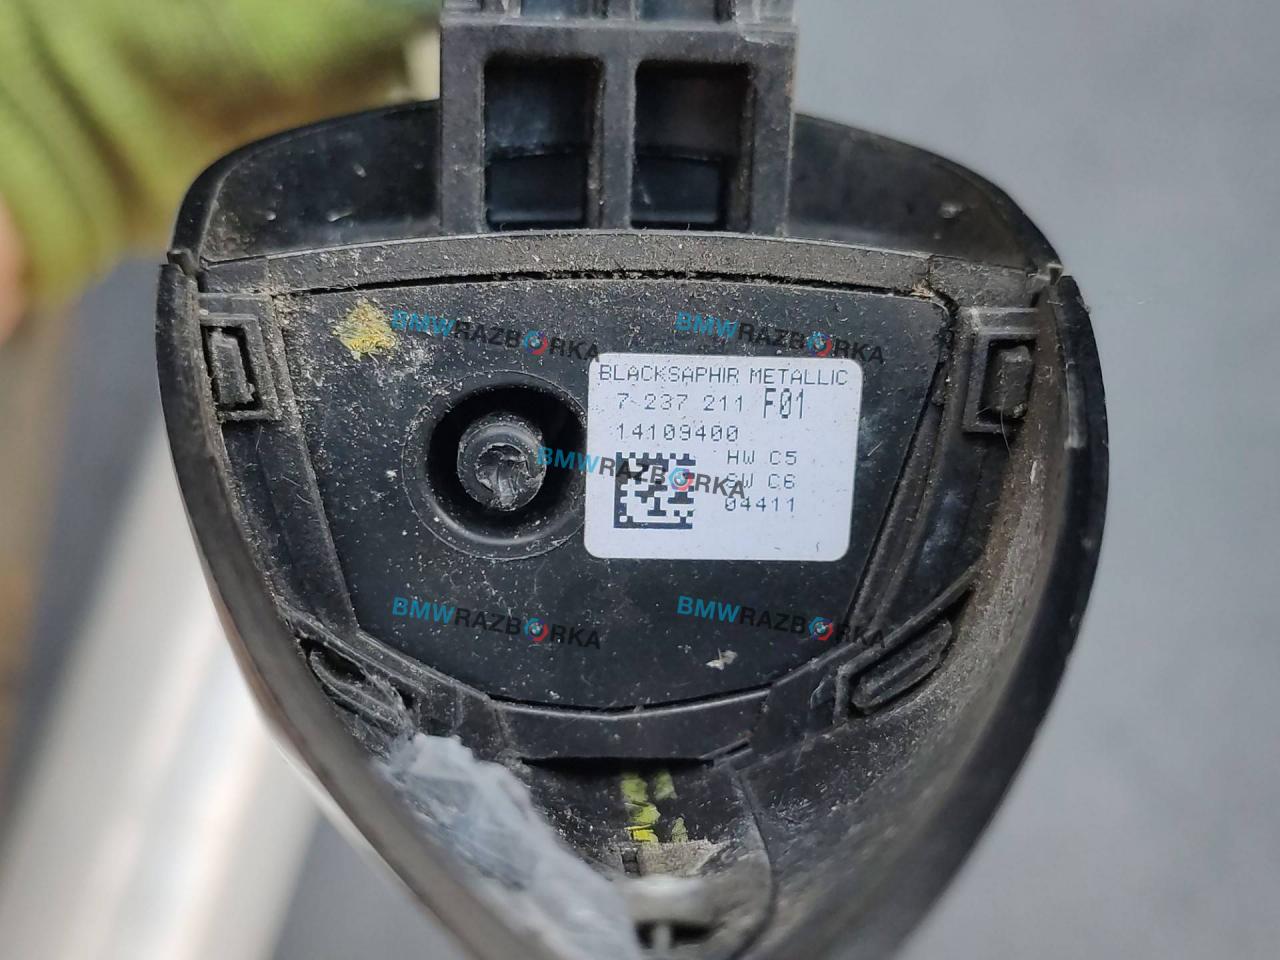 BMWRAZBORKA
BMWRAZBORKA
BLACKSAPHIR METALLIC
7 237 211 F01
14109400
HW C5
BMWRAZBORKA
SW C6
04411
BMWRAZBORKA
BMWRAZBORKA